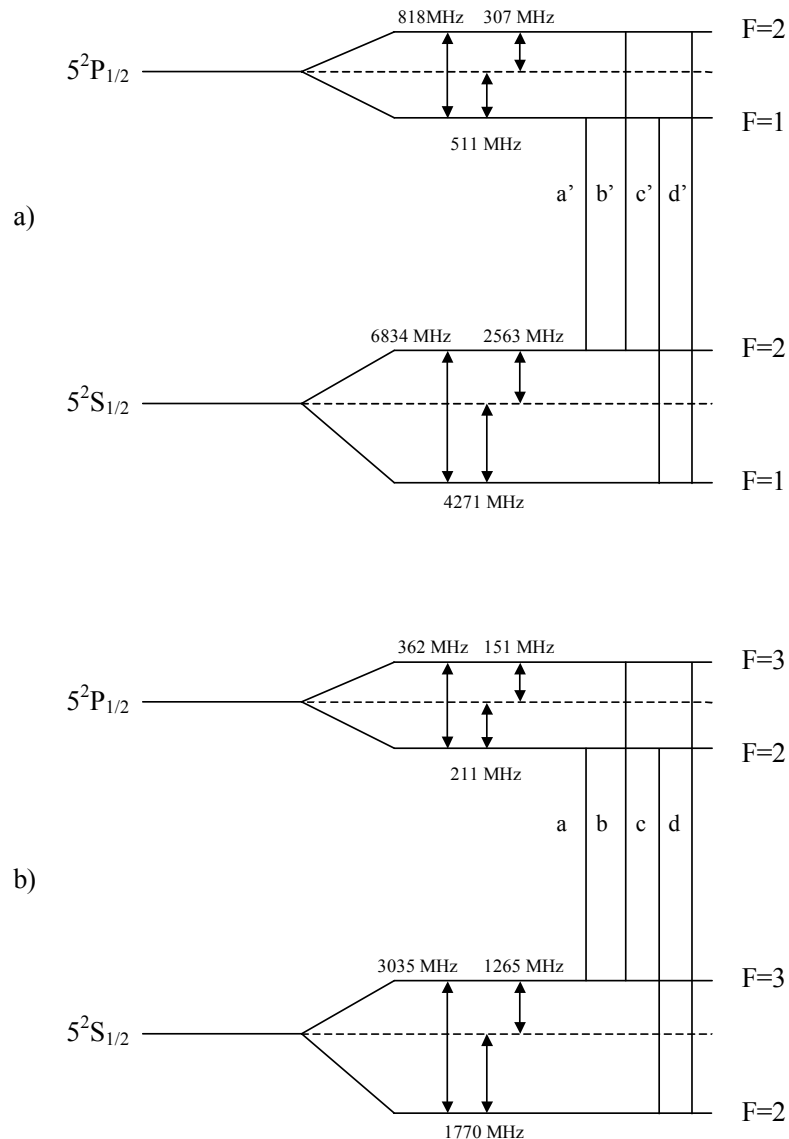 818MHz 307 MHz
F=2
5²P₁/₂
F=1
511 MHz
a’ b’ c’ d’
a)
6834 MHz 2563 MHz
F=2
5²S₁/₂
F=1
4271 MHz
362 MHz 151 MHz
F=3
5²P₁/₂
F=2
211 MHz
a b c d
b)
3035 MHz 1265 MHz
F=3
5²S₁/₂
F=2
1770 MHz